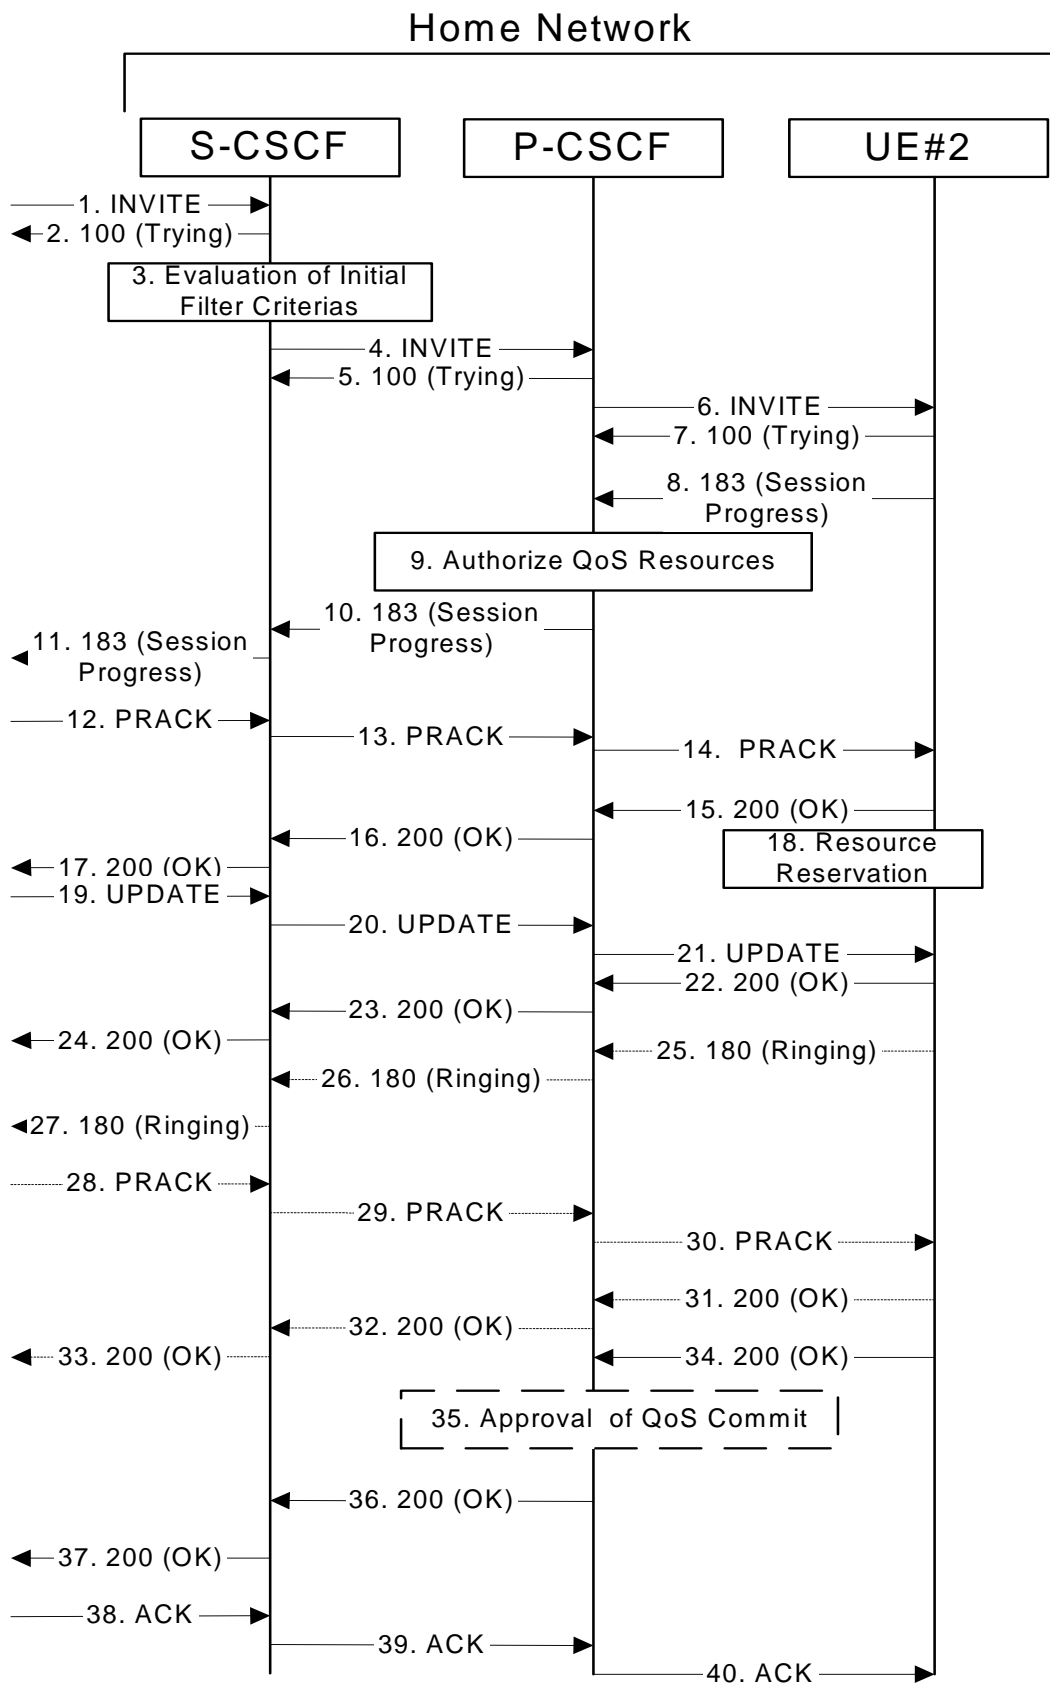 Home Network
S-CSCF
P-CSCF
UE#2
1. INVITE
2. 100 (Trying)
3. Evaluation of Initial
Filter Criterias
4. INVITE
5. 100 (Trying)
6. INVITE
7. 100 (Trying)
8. 183 (Session
Progress)
9. Authorize QoS Resources
10. 183 (Session
Progress)
11. 183 (Session
Progress)
12. PRACK
13. PRACK
14. PRACK
15. 200 (OK)
16. 200 (OK)
17. 200 (OK)
18. Resource
Reservation
19. UPDATE
20. UPDATE
21. UPDATE
22. 200 (OK)
23. 200 (OK)
24. 200 (OK)
25. 180 (Ringing)
26. 180 (Ringing)
27. 180 (Ringing)
28. PRACK
29. PRACK
30. PRACK
31. 200 (OK)
32. 200 (OK)
33. 200 (OK)
34. 200 (OK)
35. Approval of QoS Commit
36. 200 (OK)
37. 200 (OK)
38. ACK
39. ACK
40. ACK